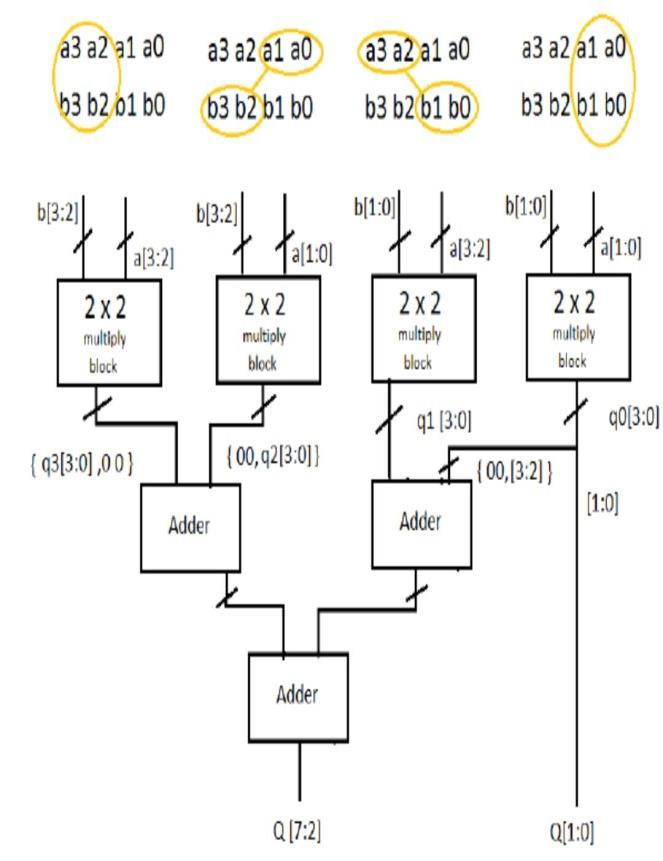 a3 a2 a1 a0
a3 a2 a1 a0
a3 a2 a1 a0
a3 a2 a1 a0
b3 b2 b1 b0
b3 b2 b1 b0
b3 b2 b1 b0
b3 b2 b1 b0
b[3:2]
a[3:2]
b[3:2]
a[1:0]
b[1:0]
a[3:2]
b[1:0]
a[1:0]
2 x 2
multiply
block
2 x 2
multiply
block
2 x 2
multiply
block
2 x 2
multiply
block
{ q3[3:0] ,0 0 }
{ 00, q2[3:0] }
q1 [3:0]
q0[3:0]
{ 00,[3:2] }
[1:0]
Adder
Adder
Adder
Q [7:2]
Q[1:0]